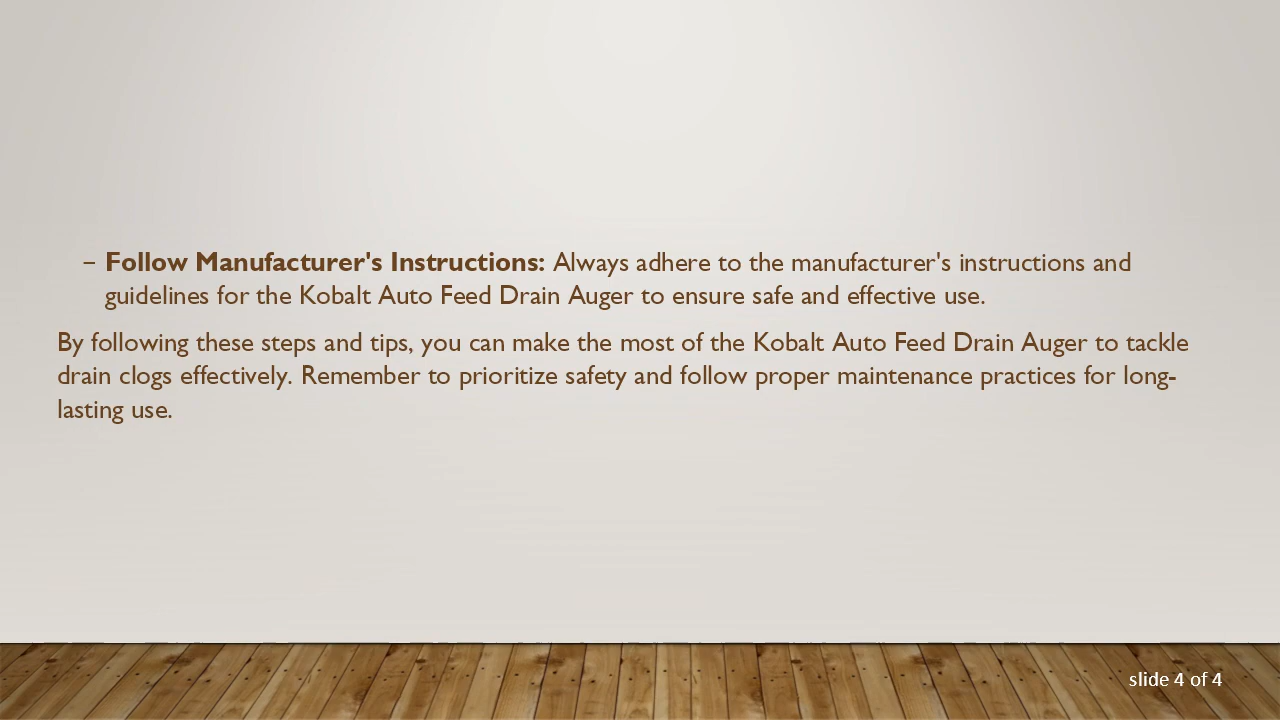 – Follow Manufacturer's Instructions: Always adhere to the manufacturer's instructions and
guidelines for the Kobalt Auto Feed Drain Auger to ensure safe and effective use.
By following these steps and tips, you can make the most of the Kobalt Auto Feed Drain Auger to tackle
drain clogs effectively. Remember to prioritize safety and follow proper maintenance practices for long-
lasting use.
slide 4 of 4